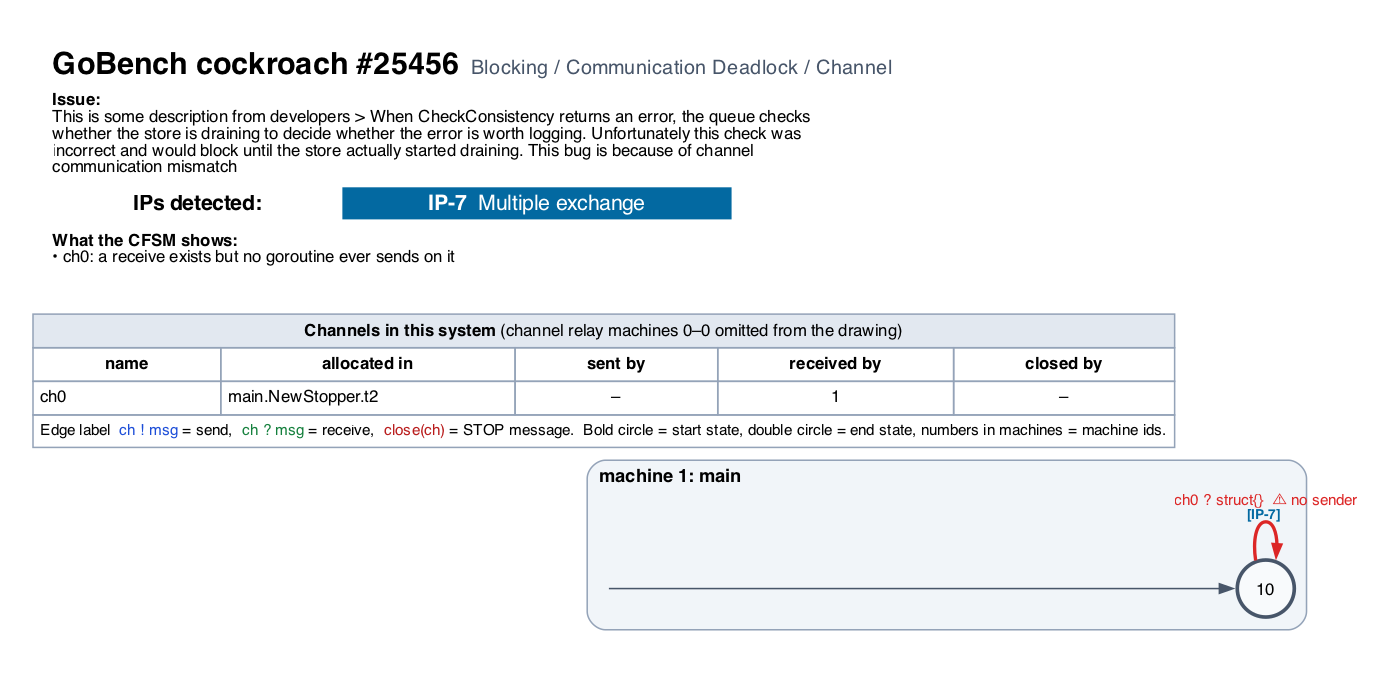 GoBench cockroach #25456 Blocking / Communication Deadlock / Channel
Issue:
This is some description from developers > When CheckConsistency returns an error, the queue checks
whether the store is draining to decide whether the error is worth logging. Unfortunately this check was
incorrect and would block until the store actually started draining. This bug is because of channel
communication mismatch
IPs detected: IP-7 Multiple exchange
What the CFSM shows:
• ch0: a receive exists but no goroutine ever sends on it
Channels in this system (channel relay machines 0–0 omitted from the drawing)
name allocated in sent by received by closed by
ch0 main.NewStopper.t2 – 1 –
Edge label ch ! msg = send, ch ? msg = receive, close(ch) = STOP message. Bold circle = start state, double circle = end state, numbers in machines = machine ids.
machine 1: main
ch0 ? struct{} ⚠ no sender
[IP-7]
10